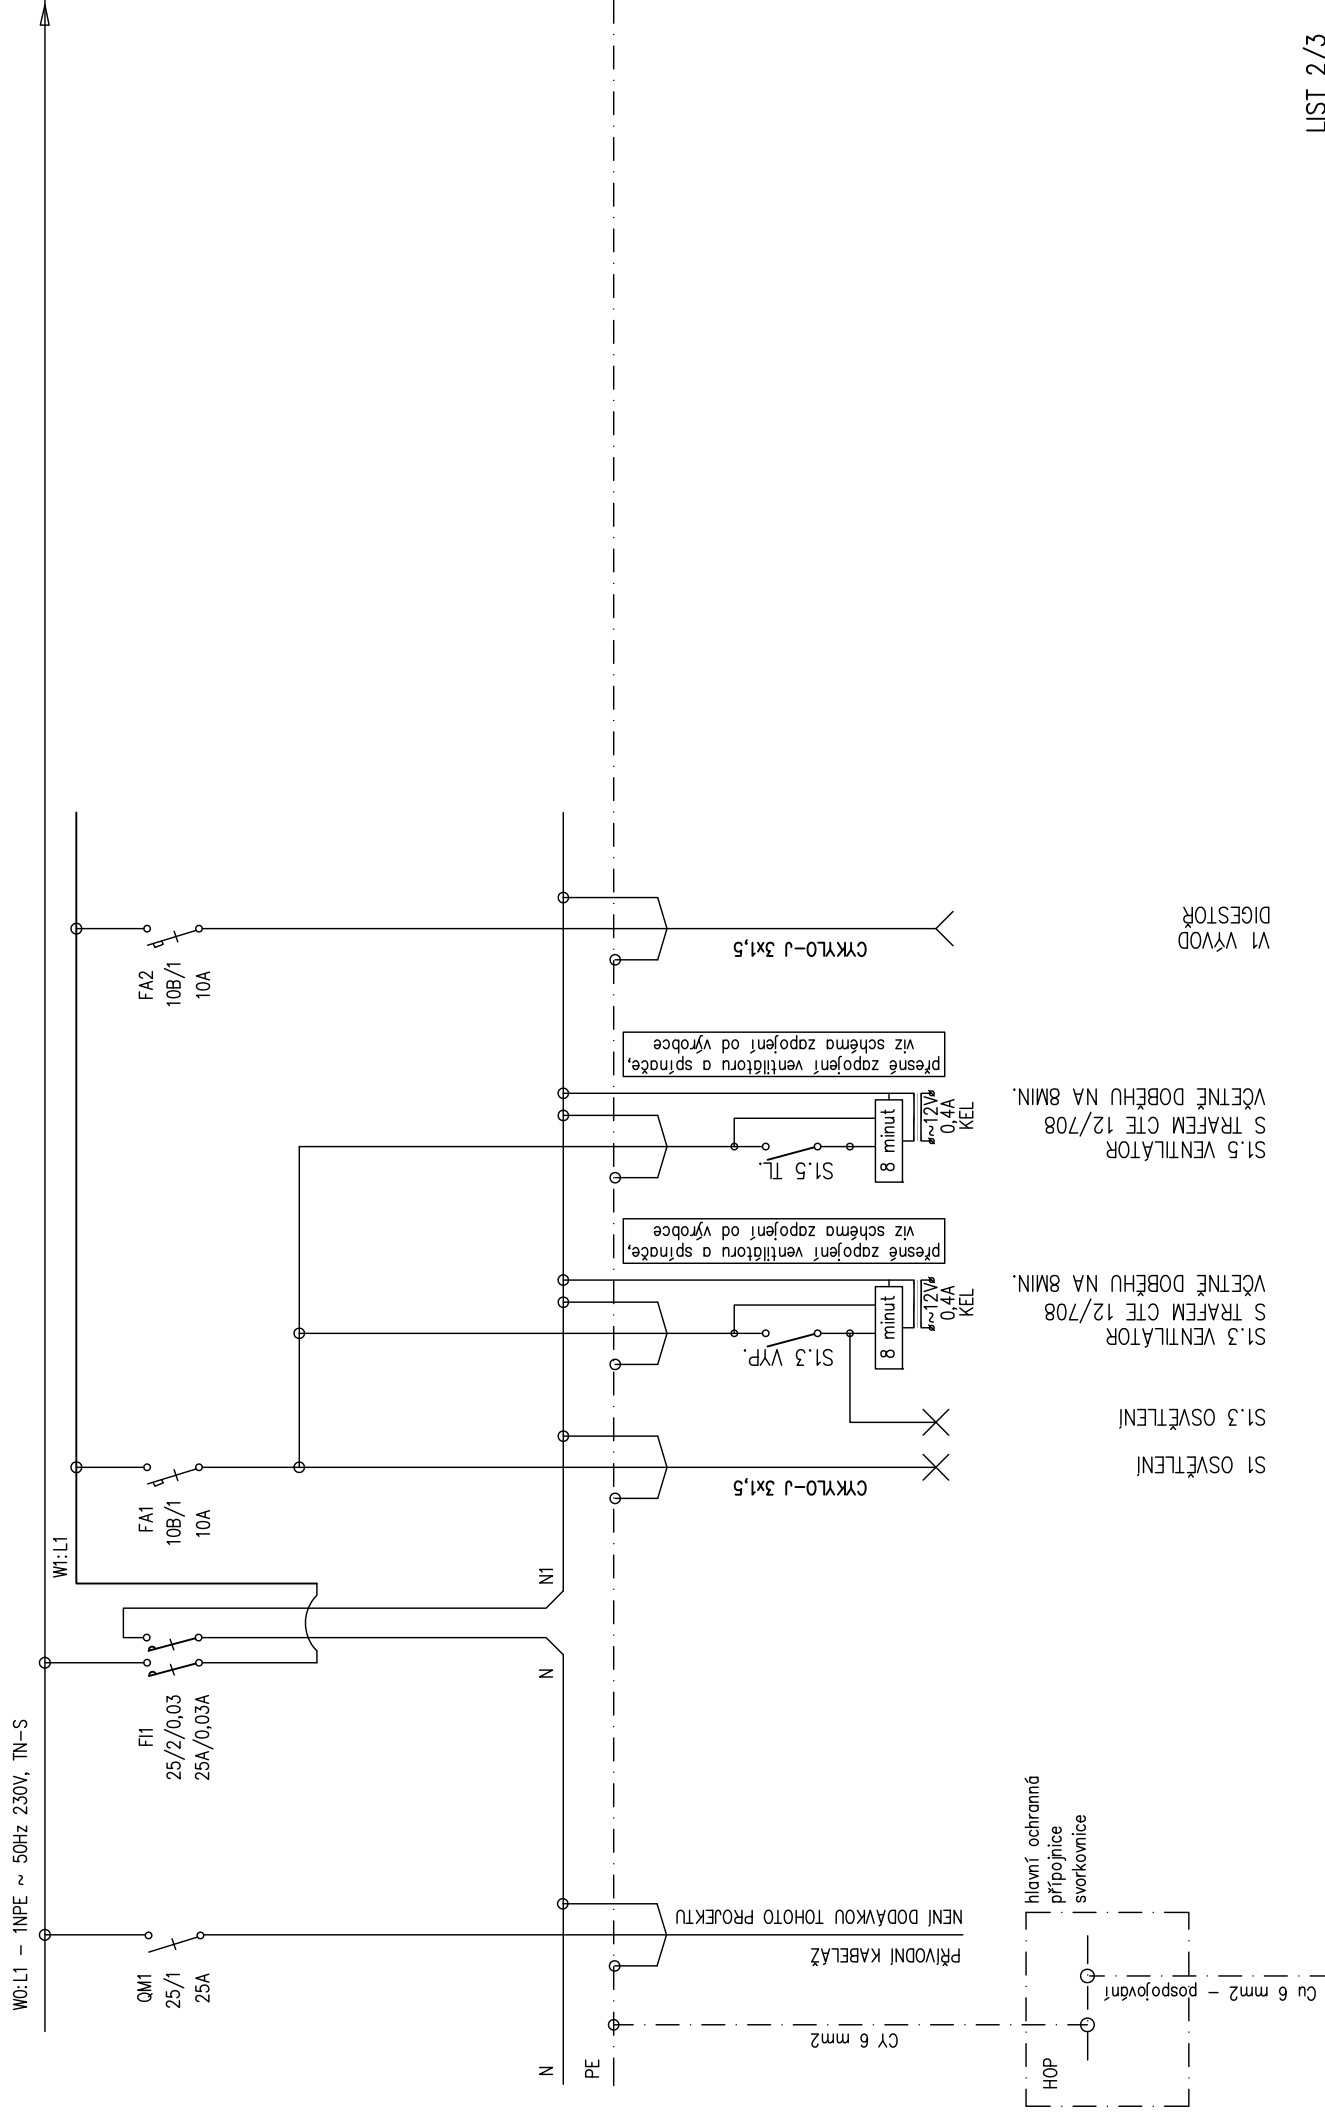 W0:L1 – 1NPE ~ 50Hz 230V, TN–S
QM1
25/1
25A
FI1
25/2/0,03
25A/0,03A
W1:L1
FA1
10B/1
10A
FA2
10B/1
10A
N
N
N1
PE
PŘÍVODNÍ KABELÁŽ
NENÍ DODÁVKOU TOHOTO PROJEKTU
CY 6 mm2
HOP
hlavní ochranná
přípojnice
svorkovnice
Cu 6 mm2 – pospojování
CYKYLO–J 3x1,5
S1 OSVĚTLENÍ
S1.3 OSVĚTLENÍ
S1.3 VYP.
8 minut
~12V
0,4A
KEL
přesné zapojení ventilátoru a spínače,
viz schéma zapojení od výrobce
S1.3 VENTILÁTOR
S TRAFEM CTE 12/708
VČETNĚ DOBĚHU NA 8MIN.
S1.5 TL.
8 minut
~12V
0,4A
KEL
přesné zapojení ventilátoru a spínače,
viz schéma zapojení od výrobce
S1.5 VENTILÁTOR
S TRAFEM CTE 12/708
VČETNĚ DOBĚHU NA 8MIN.
CYKYLO–J 3x1,5
V1 VÝVOD
DIGESTOŘ
LIST 2/3